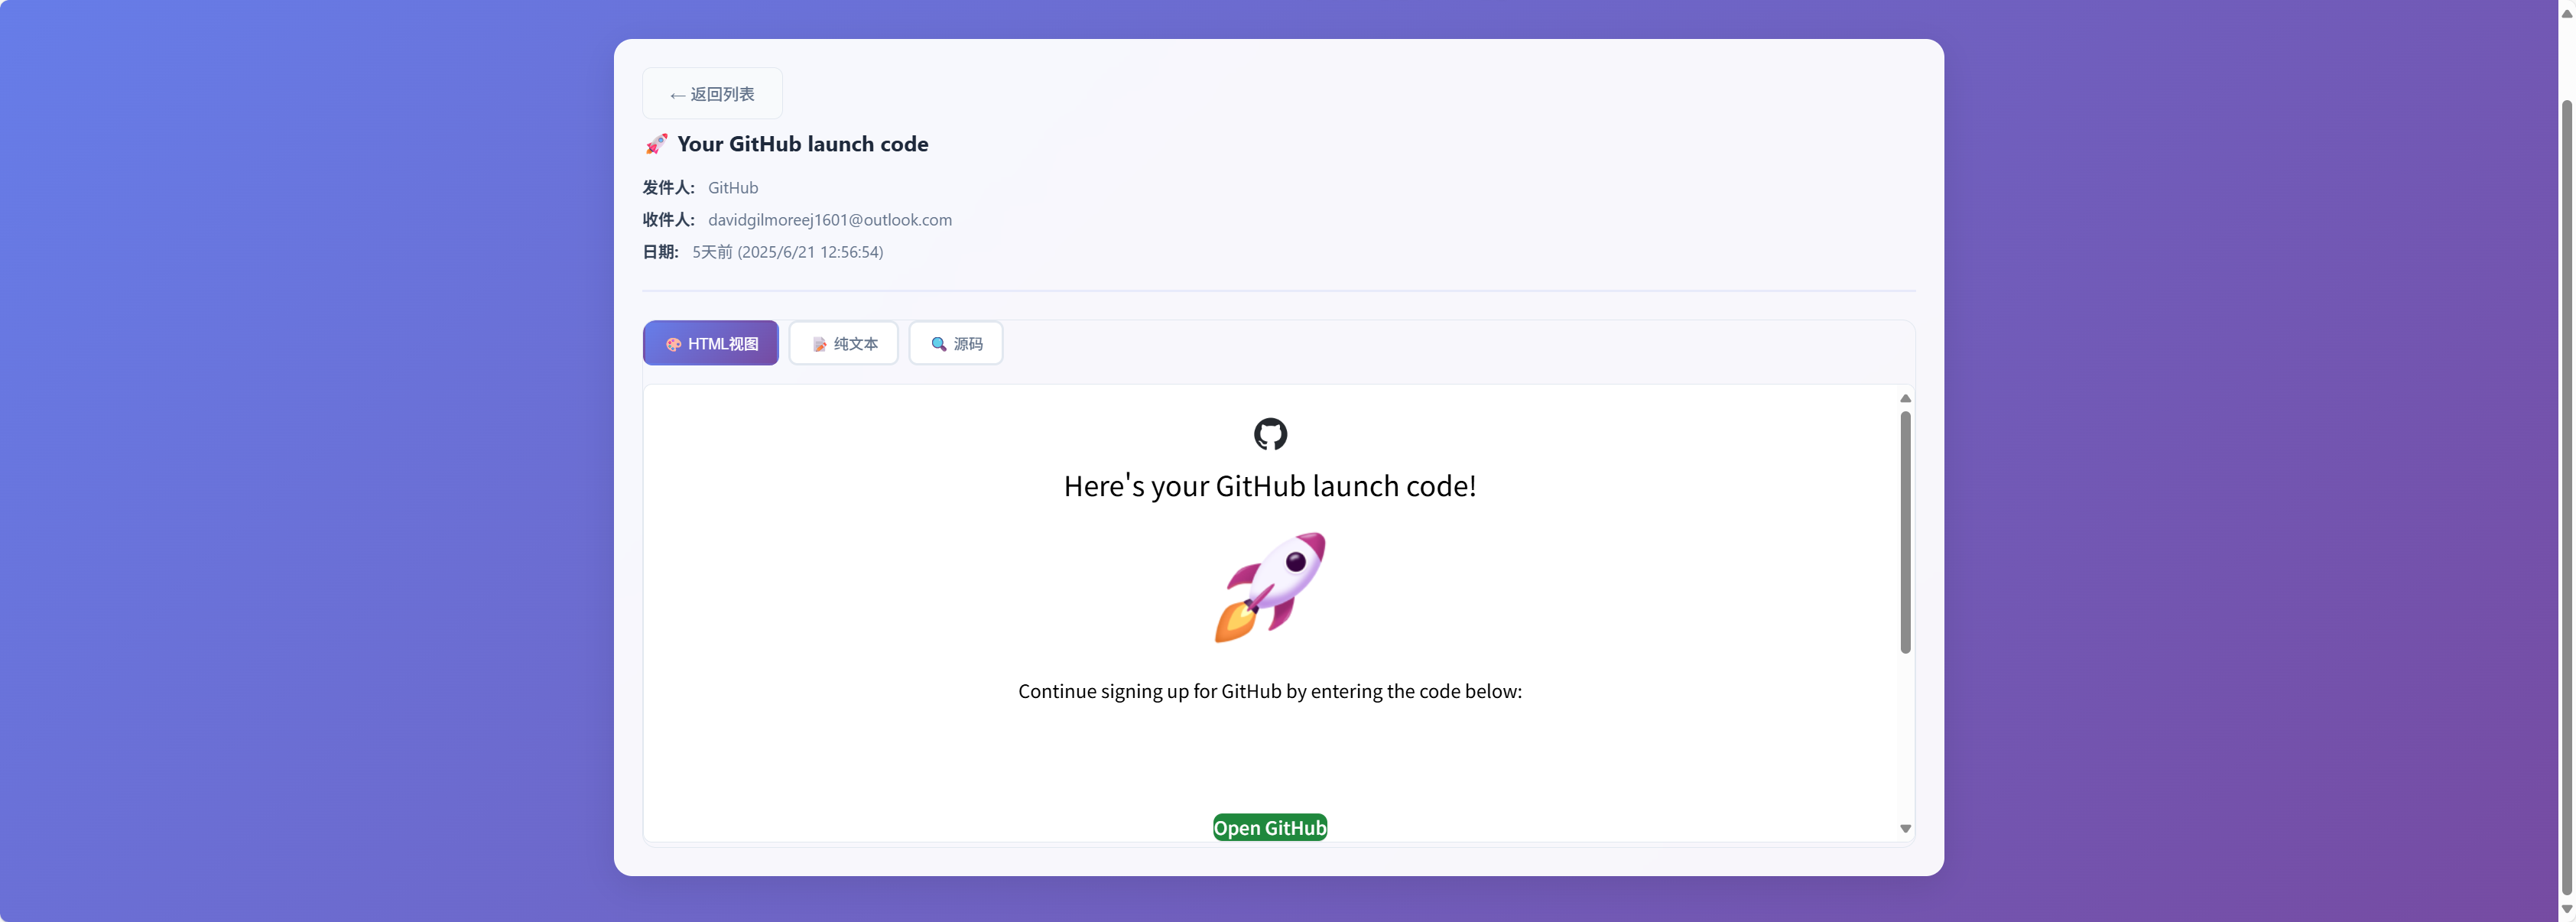 ← 返回列表
🚀 Your GitHub launch code
发件人: GitHub
收件人: davidgilmoreej1601@outlook.com
日期: 5天前 (2025/6/21 12:56:54)
🎨 HTML视图 📝 纯文本 🔍 源码
Here's your GitHub launch code!
Continue signing up for GitHub by entering the code below:
Open GitHub